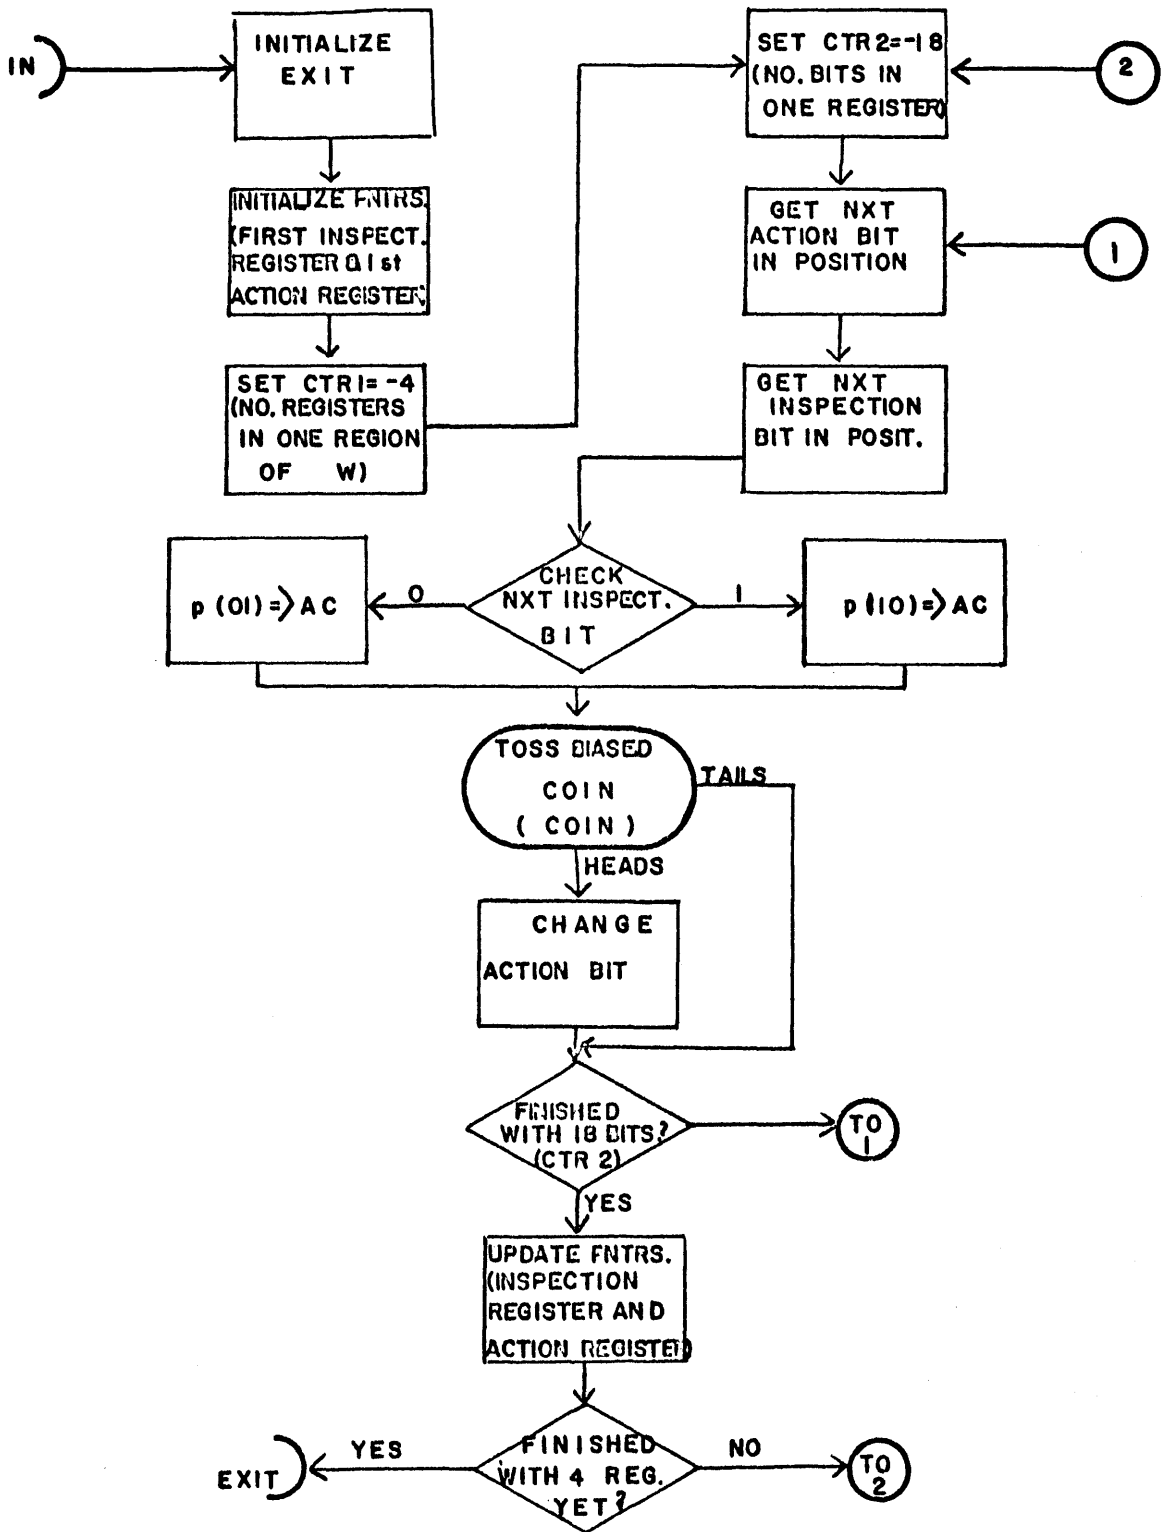 IN
INITIALIZE
EXIT
INITIALIZE PNTRS.
(FIRST INSPECT.
REGISTER & 1st
ACTION REGISTER)
SET CTR1= -4
(NO. REGISTERS
IN ONE REGION
OF W)
SET CTR2=-18
(NO. BITS IN
ONE REGISTER)
2
GET NXT
ACTION BIT
IN POSITION
1
GET NXT
INSPECTION
BIT IN POSIT.
CHECK
NXT INSPECT.
BIT
0
1
p(01)=>AC
p(10)=>AC
TOSS BIASED
COIN
(COIN)
TAILS
HEADS
CHANGE
ACTION BIT
FINISHED
WITH 18 BITS?
(CTR 2)
TO
1
YES
UPDATE PNTRS.
(INSPECTION
REGISTER AND
ACTION REGISTER)
FINISHED
WITH 4 REG.
YET?
YES
EXIT
NO
TO
2